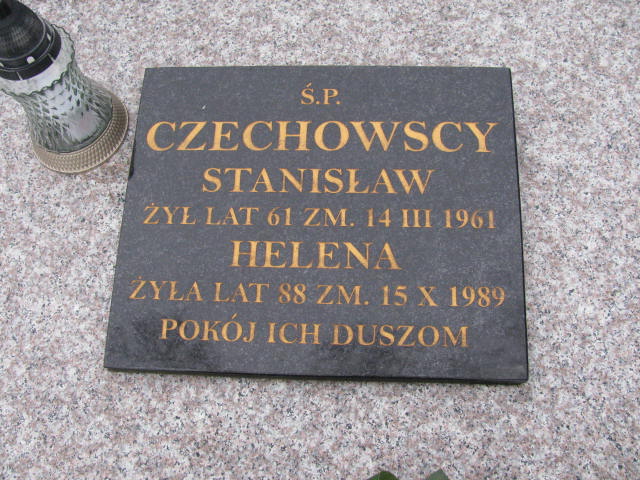 Ś.P.
CZECHOWSCY
STANISŁAW
ŻYŁ LAT 61 ZM. 14 III 1961
HELENA
ŻYŁA LAT 88 ZM. 15 X 1989
POKÓJ ICH DUSZOM